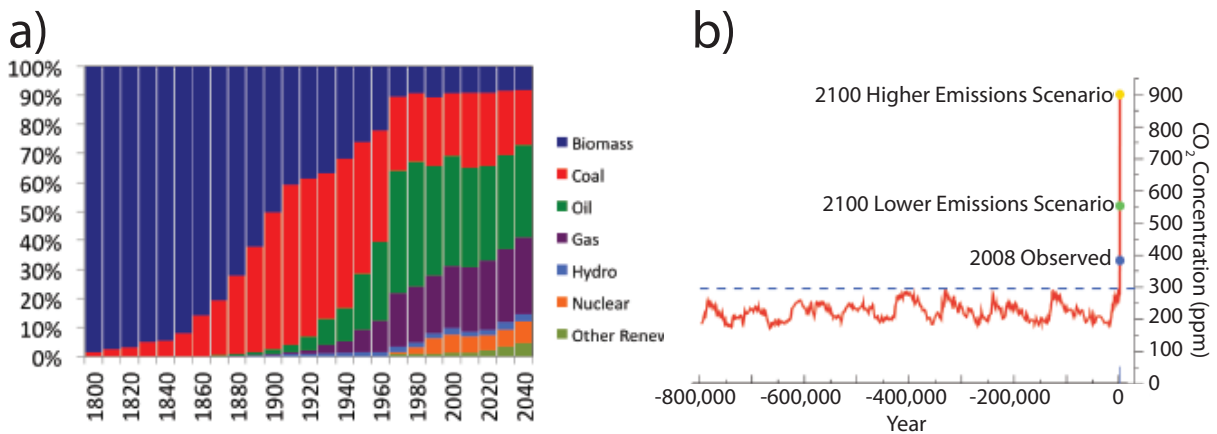 a)
100%
90%
80%
70%
60%
50%
40%
30%
20%
10%
0%
1800
1820
1840
1860
1880
1900
1920
1940
1960
1980
2000
2020
2040
Biomass
Coal
Oil
Gas
Hydro
Nuclear
Other Renev
b)
2100 Higher Emissions Scenario
2100 Lower Emissions Scenario
2008 Observed
900
800
700
600
500
400
300
200
100
0
CO2 Concentration (ppm)
-800,000
-600,000
-400,000
-200,000
0
Year